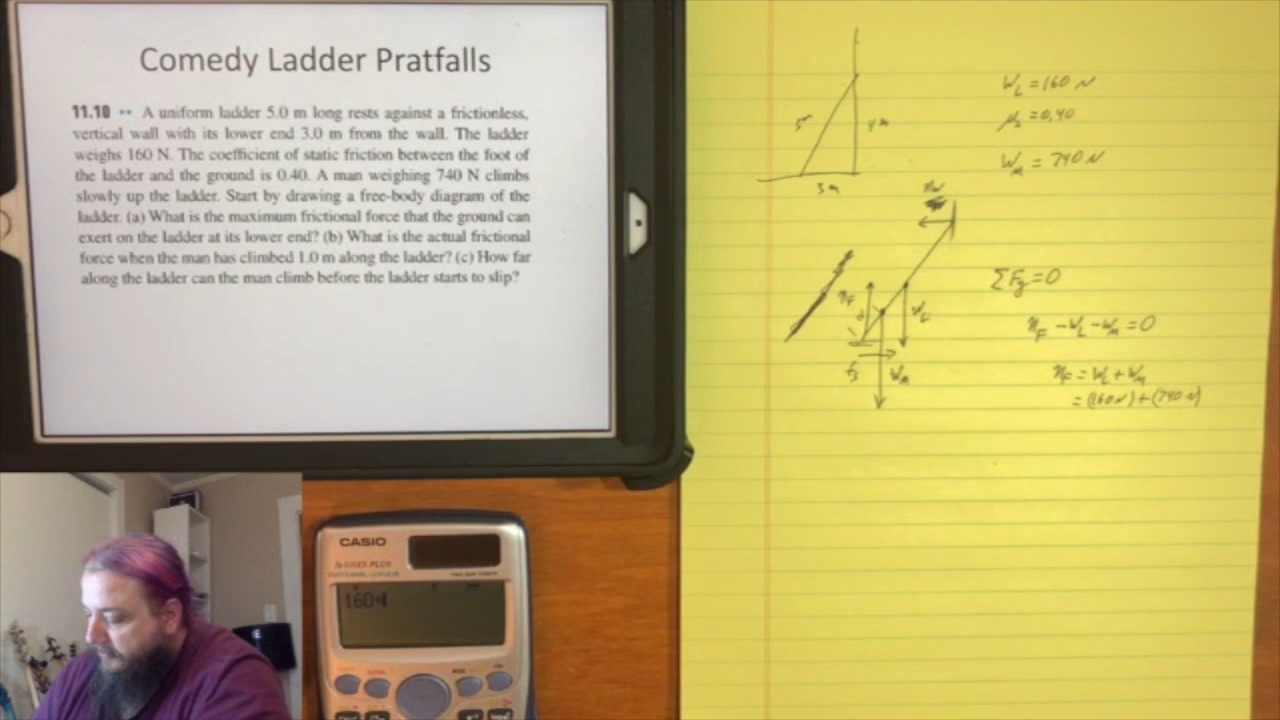 Comedy Ladder Pratfalls
11.10 •• A uniform ladder 5.0 m long rests against a frictionless,
vertical wall with its lower end 3.0 m from the wall. The ladder
weighs 160 N. The coefficient of static friction between the foot of
the ladder and the ground is 0.40. A man weighing 740 N climbs
slowly up the ladder. Start by drawing a free-body diagram of the
ladder. (a) What is the maximum frictional force that the ground can
exert on the ladder at its lower end? (b) What is the actual frictional
force when the man has climbed 1.0 m along the ladder? (c) How far
along the ladder can the man climb before the ladder starts to slip?
4m
3m
W_L = 160 N
μ_s = 0.40
W_M = 740 N
n_W
n_F
W_L
f_s
W_M
ΣF_y = 0
n_F - W_L - W_M = 0
n_F = W_L + W_M
= (160 N) + (740 N)
CASIO
160+